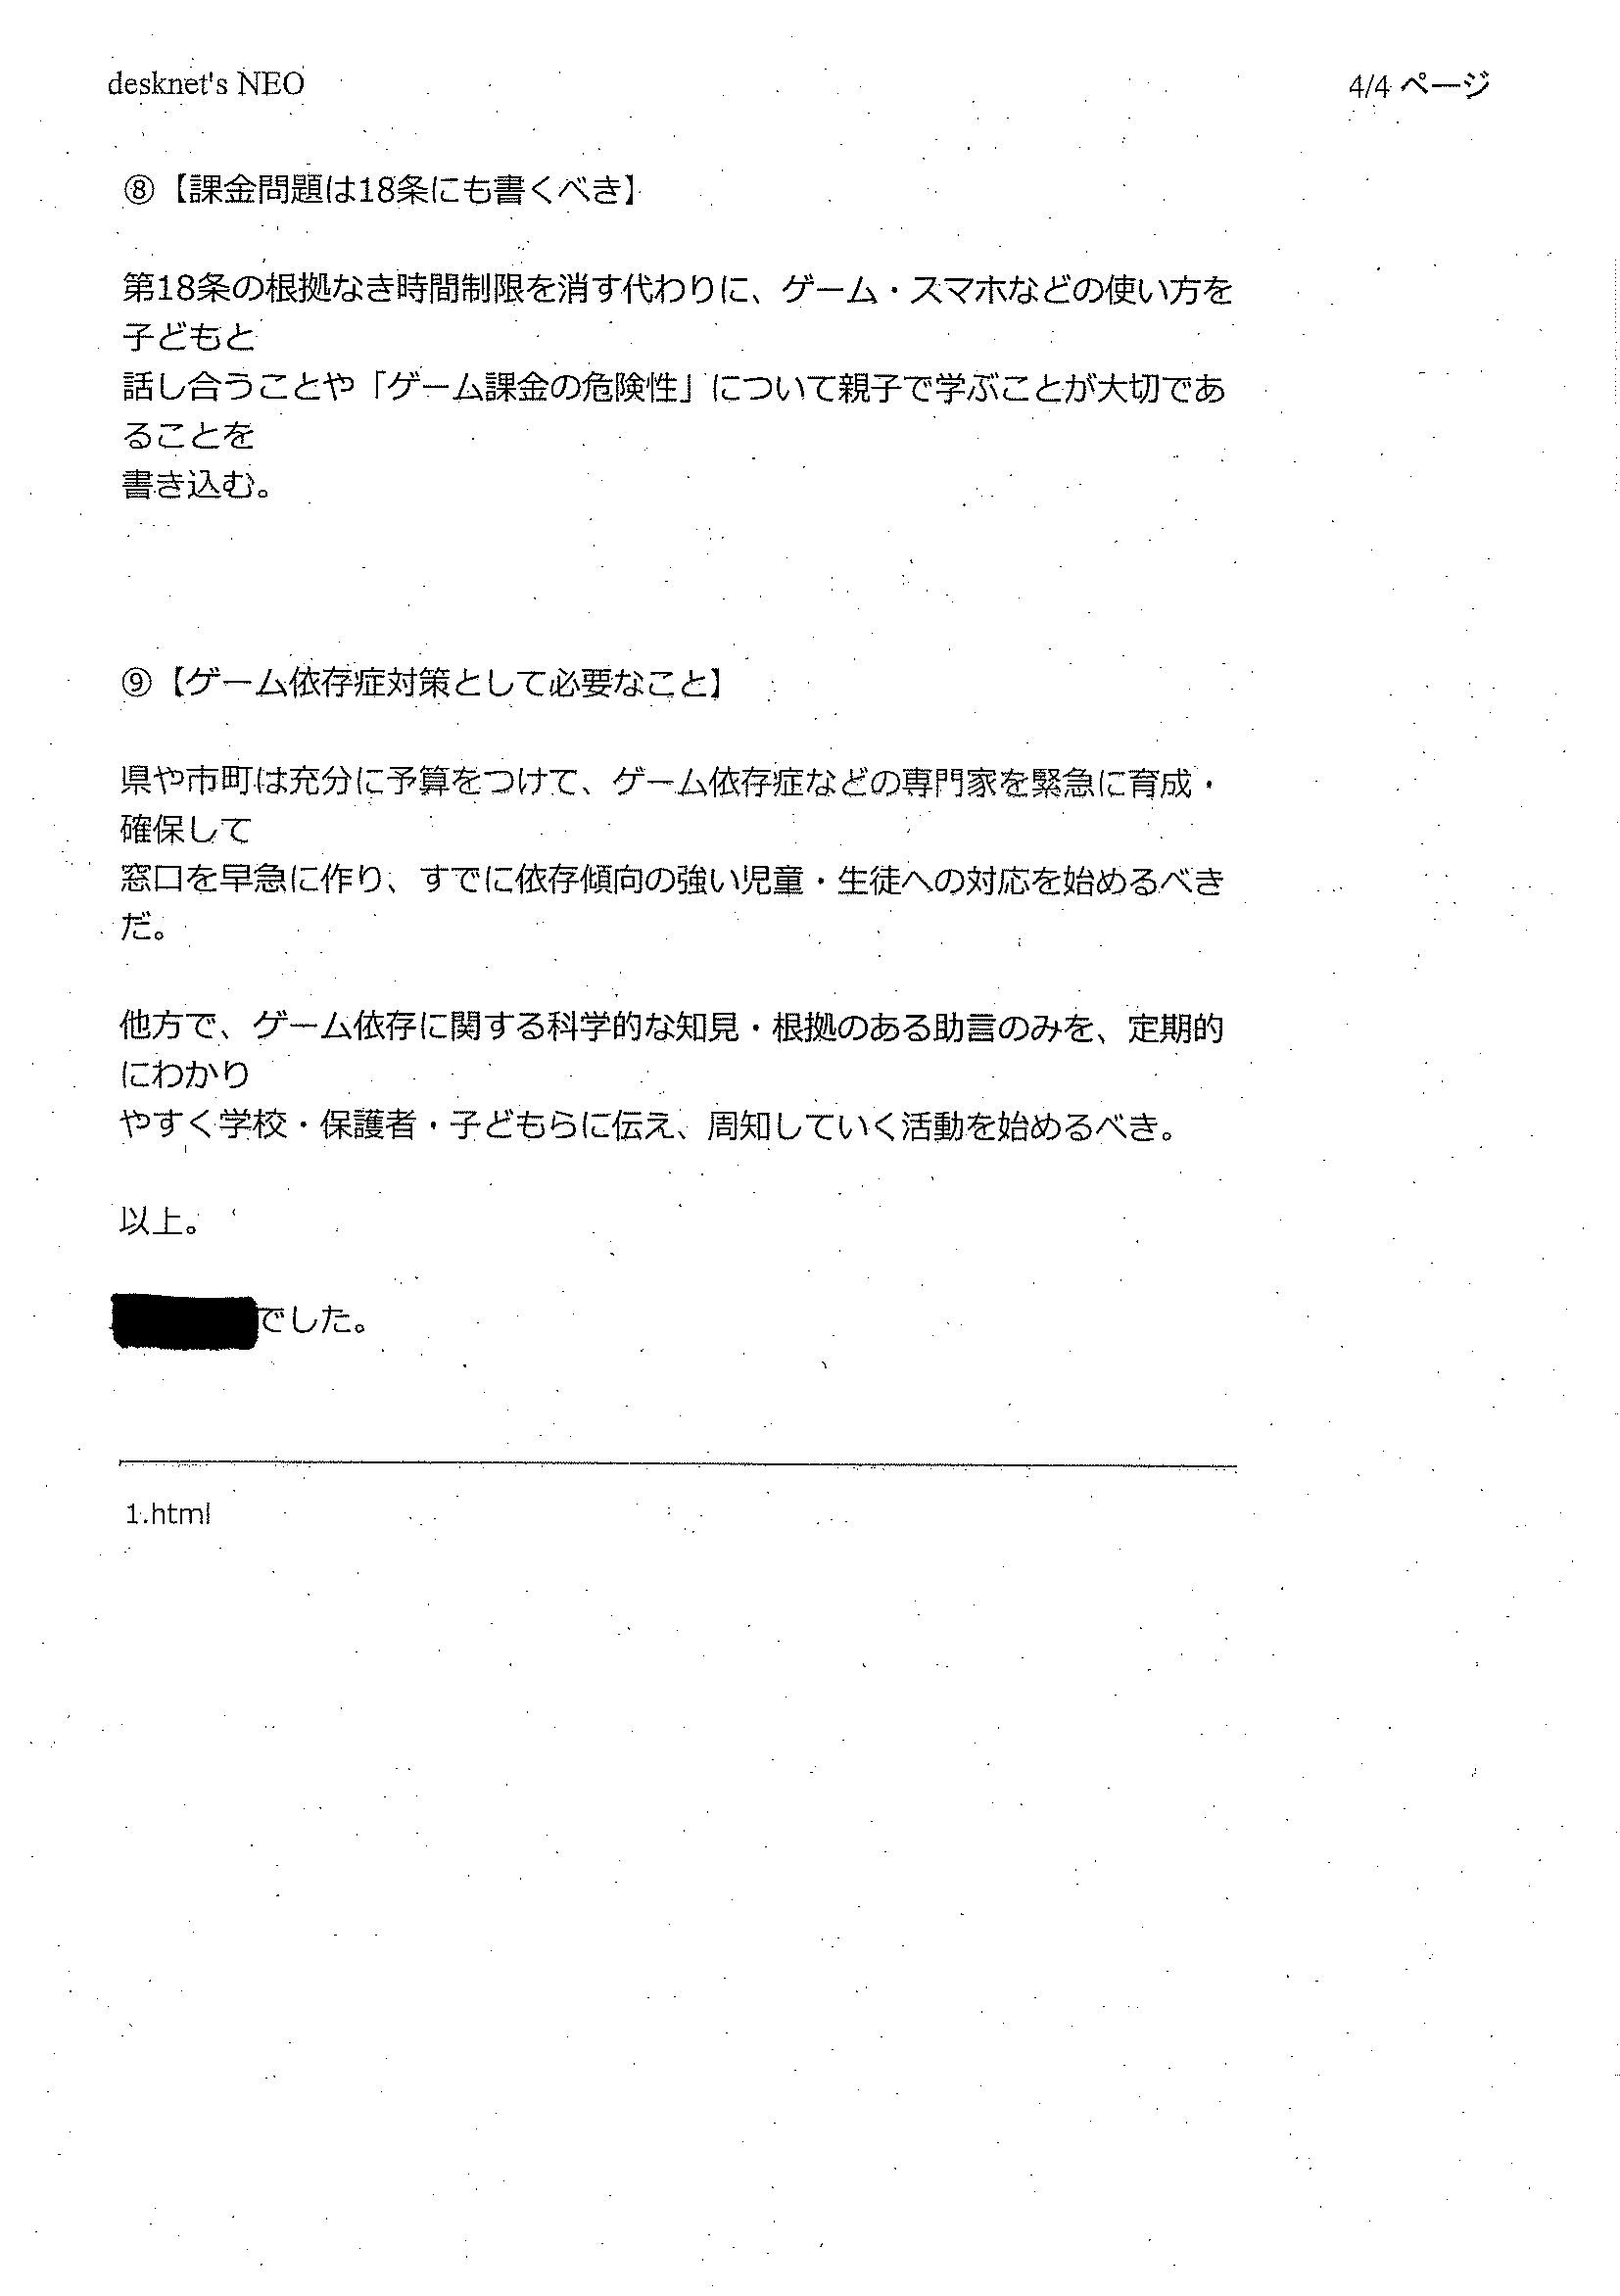 desknet's NEO
4/4 ページ
⑧【課金問題は18条にも書くべき】
第18条の根拠なき時間制限を消す代わりに、ゲーム・スマホなどの使い方を
子どもと
話し合うことや「ゲーム課金の危険性」について親子で学ぶことが大切であ
ることを
書き込む。
⑨【ゲーム依存症対策として必要なこと】
県や市町は充分に予算をつけて、ゲーム依存症などの専門家を緊急に育成・
確保して
窓口を早急に作り、すでに依存傾向の強い児童・生徒への対応を始めるべき
だ。
他方で、ゲーム依存に関する科学的な知見・根拠のある助言のみを、定期的
にわかり
やすく学校・保護者・子どもらに伝え、周知していく活動を始めるべき。
以上。
でした。
1.html